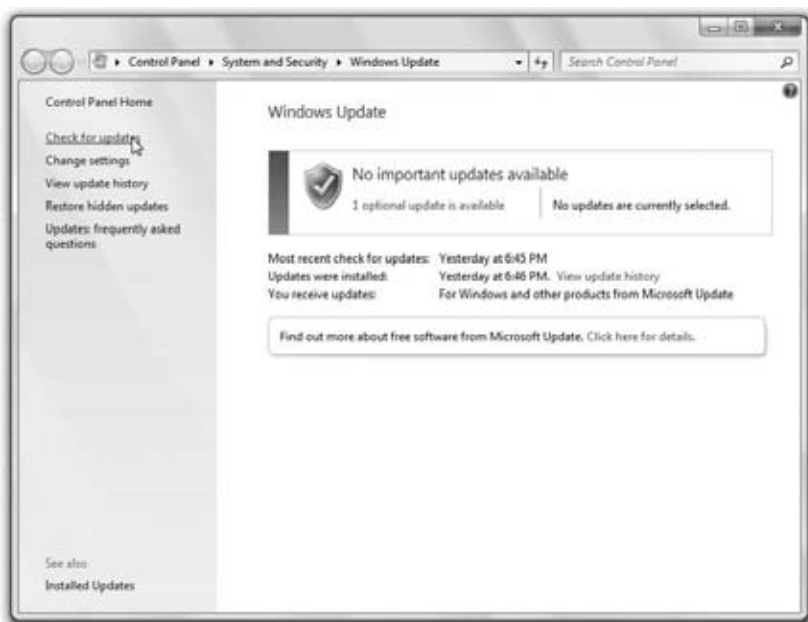 Control Panel ▸ System and Security ▸ Windows Update
Search Control Panel
Control Panel Home
Check for updates
Change settings
View update history
Restore hidden updates
Updates: frequently asked
questions
See also
Installed Updates
Windows Update
No important updates available
1 optional update is available
No updates are currently selected.
Most recent check for updates: Yesterday at 6:45 PM
Updates were installed: Yesterday at 6:46 PM. View update history
You receive updates: For Windows and other products from Microsoft Update
Find out more about free software from Microsoft Update. Click here for details.